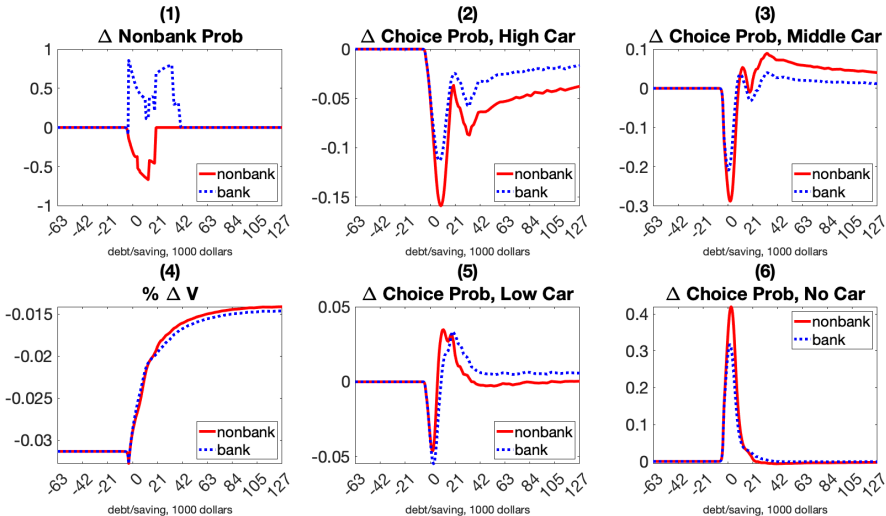 (1)
Δ Nonbank Prob
1
0.5
0
-0.5
-1
nonbank
bank
-63 -42 -21 0 21 42 63 84 105 127
debt/saving, 1000 dollars
(2)
Δ Choice Prob, High Car
0
-0.05
-0.1
-0.15
nonbank
bank
-63 -42 -21 0 21 42 63 84 105 127
debt/saving, 1000 dollars
(3)
Δ Choice Prob, Middle Car
0.1
0
-0.1
-0.2
-0.3
nonbank
bank
-63 -42 -21 0 21 42 63 84 105 127
debt/saving, 1000 dollars
(4)
% Δ V
-0.015
-0.02
-0.025
-0.03
nonbank
bank
-63 -42 -21 0 21 42 63 84 105 127
debt/saving, 1000 dollars
(5)
Δ Choice Prob, Low Car
0.05
0
-0.05
nonbank
bank
-63 -42 -21 0 21 42 63 84 105 127
debt/saving, 1000 dollars
(6)
Δ Choice Prob, No Car
0.4
0.3
0.2
0.1
0
nonbank
bank
-63 -42 -21 0 21 42 63 84 105 127
debt/saving, 1000 dollars